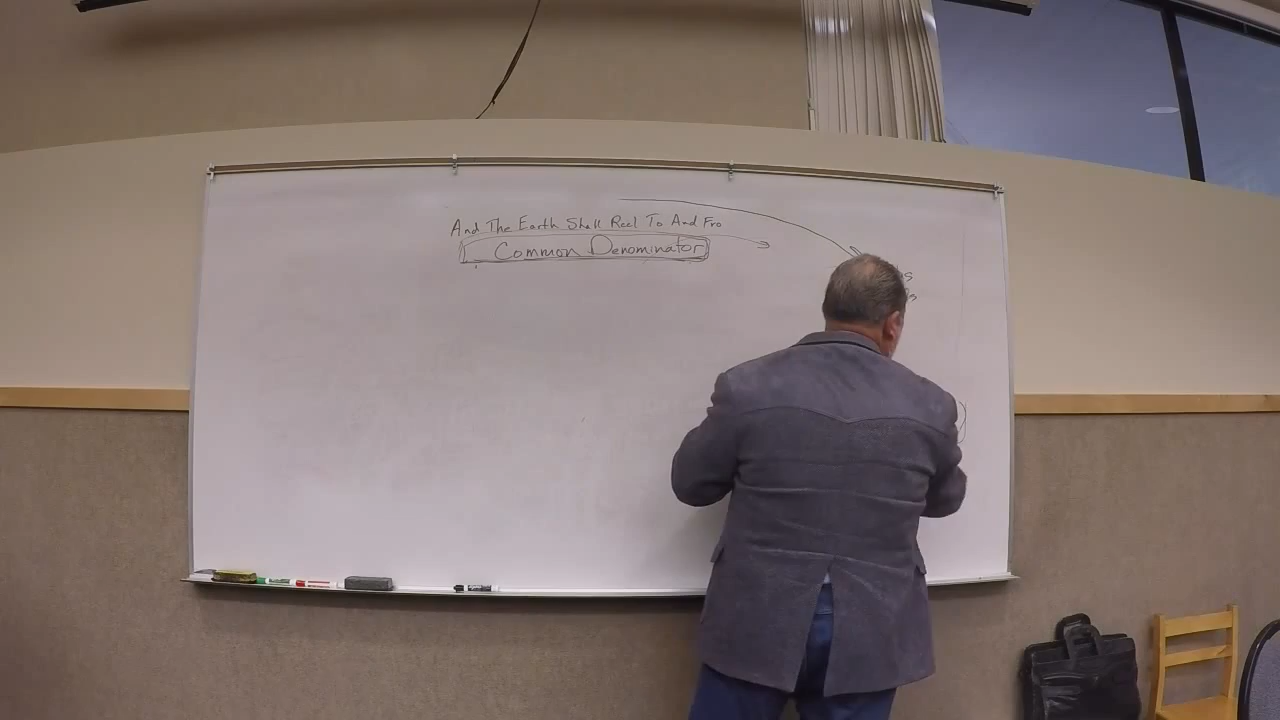 And The Earth Shall Reel To And Fro
Common Denominator